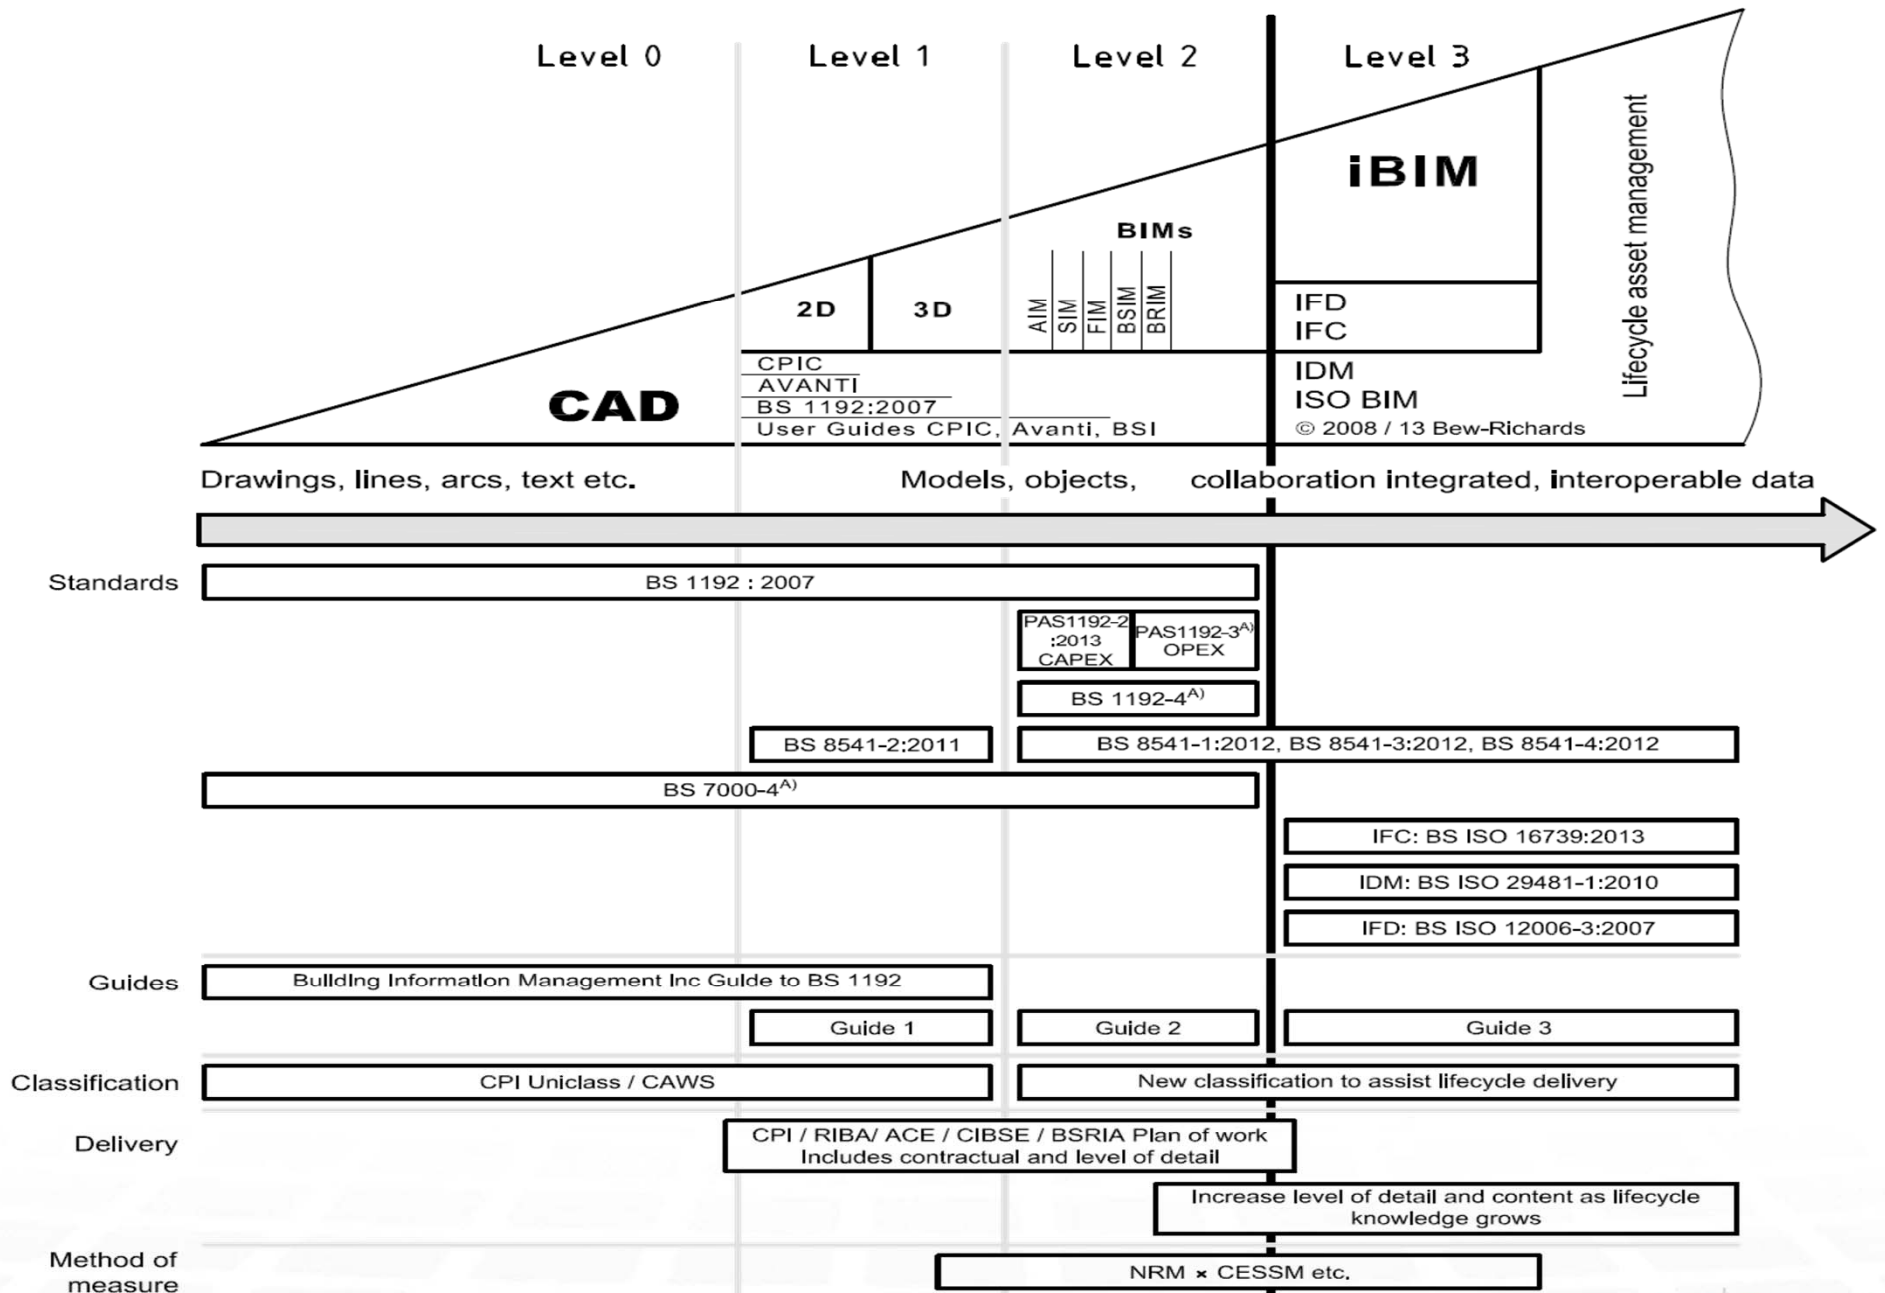 Level 0 Level 1 Level 2 Level 3
iBIM
Lifecycle asset management
BIMs
2D
3D
AIM
SIM
FIM
BSIM
BRIM
IFD
IFC
CAD
CPIC
AVANTI
BS 1192:2007
User Guides CPIC, Avanti, BSI
IDM
ISO BIM
© 2008 / 13 Bew-Richards
Drawings, lines, arcs, text etc. Models, objects, collaboration integrated, interoperable data
Standards
BS 1192 : 2007
PAS1192-2
:2013
CAPEX
PAS1192-3A)
OPEX
BS 1192-4A)
BS 8541-2:2011
BS 8541-1:2012, BS 8541-3:2012, BS 8541-4:2012
BS 7000-4A)
IFC: BS ISO 16739:2013
IDM: BS ISO 29481-1:2010
IFD: BS ISO 12006-3:2007
Guides
Building Information Management Inc Guide to BS 1192
Guide 1
Guide 2
Guide 3
Classification
CPI Uniclass / CAWS
New classification to assist lifecycle delivery
Delivery
CPI / RIBA/ ACE / CIBSE / BSRIA Plan of work
Includes contractual and level of detail
Increase level of detail and content as lifecycle
knowledge grows
Method of
measure
NRM × CESSM etc.